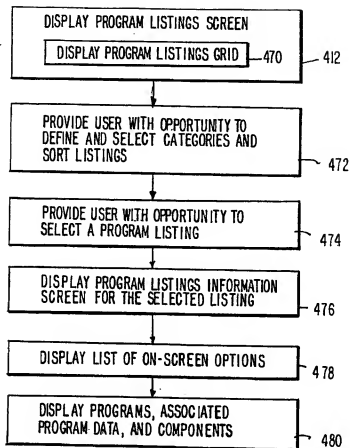 DISPLAY PROGRAM LISTINGS SCREEN
DISPLAY PROGRAM LISTINGS GRID
470
412
PROVIDE USER WITH OPPORTUNITY TO
DEFINE AND SELECT CATEGORIES AND
SORT LISTINGS
472
PROVIDE USER WITH OPPORTUNITY TO
SELECT A PROGRAM LISTING
474
DISPLAY PROGRAM LISTINGS INFORMATION
SCREEN FOR THE SELECTED LISTING
476
DISPLAY LIST OF ON-SCREEN OPTIONS
478
DISPLAY PROGRAMS, ASSOCIATED
PROGRAM DATA, AND COMPONENTS
480